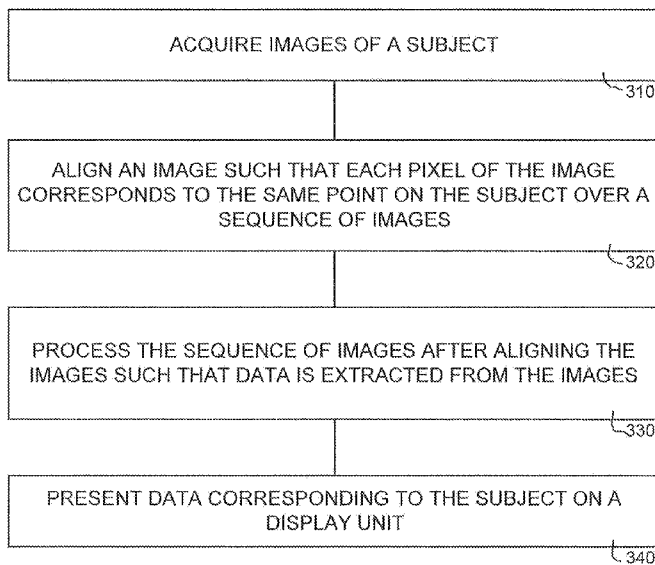 ACQUIRE IMAGES OF A SUBJECT
310
ALIGN AN IMAGE SUCH THAT EACH PIXEL OF THE IMAGE
CORRESPONDS TO THE SAME POINT ON THE SUBJECT OVER A
SEQUENCE OF IMAGES
320
PROCESS THE SEQUENCE OF IMAGES AFTER ALIGNING THE
IMAGES SUCH THAT DATA IS EXTRACTED FROM THE IMAGES
330
PRESENT DATA CORRESPONDING TO THE SUBJECT ON A
DISPLAY UNIT
340